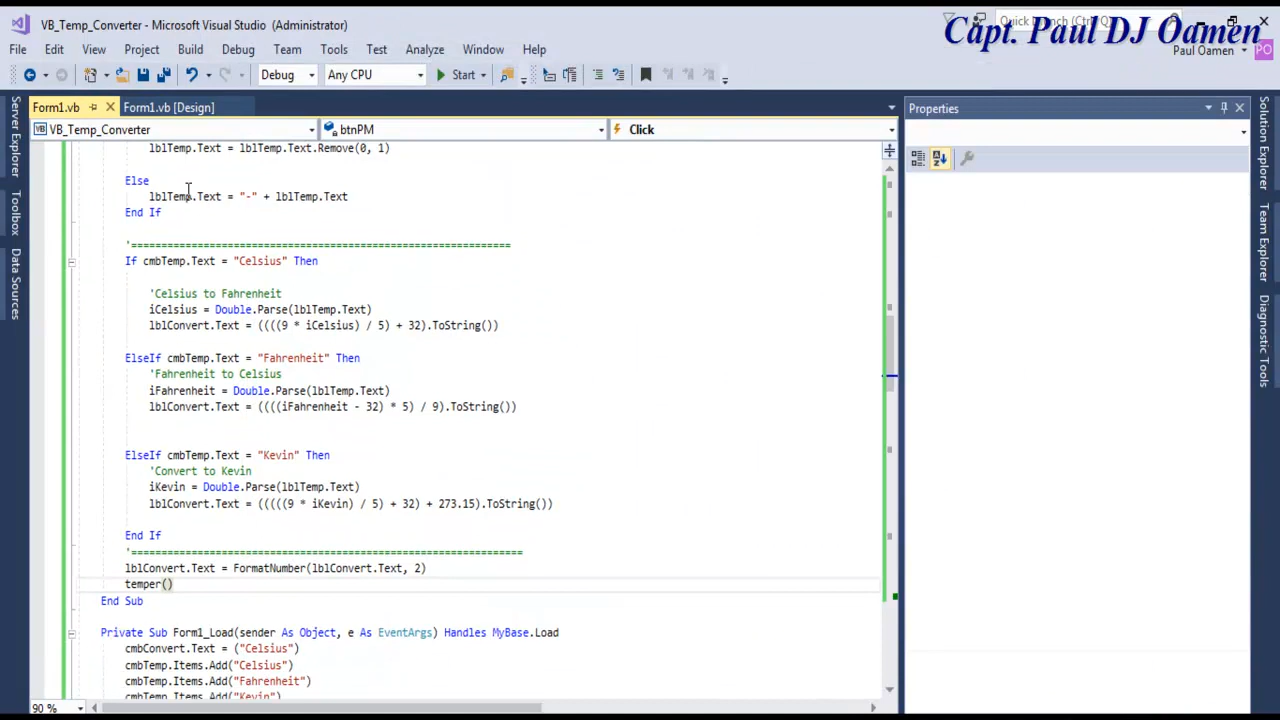 VB_Temp_Converter - Microsoft Visual Studio (Administrator)
Quick Launch (Ctrl+Q)
Capt. Paul DJ Oamen
File Edit View Project Build Debug Team Tools Test Analyze Window Help
Paul Oamen PO
Debug Any CPU Start
Form1.vb Form1.vb [Design]
Properties
VB_Temp_Converter btnPM Click
lblTemp.Text = lblTemp.Text.Remove(0, 1)
Else
lblTemp.Text = "-" + lblTemp.Text
End If
'===============================================================
If cmbTemp.Text = "Celsius" Then
'Celsius to Fahrenheit
iCelsius = Double.Parse(lblTemp.Text)
lblConvert.Text = ((((9 * iCelsius) / 5) + 32).ToString())
ElseIf cmbTemp.Text = "Fahrenheit" Then
'Fahrenheit to Celsius
iFahrenheit = Double.Parse(lblTemp.Text)
lblConvert.Text = ((((iFahrenheit - 32) * 5) / 9).ToString())
ElseIf cmbTemp.Text = "Kevin" Then
'Convert to Kevin
iKevin = Double.Parse(lblTemp.Text)
lblConvert.Text = (((((9 * iKevin) / 5) + 32) + 273.15).ToString())
End If
'=================================================================
lblConvert.Text = FormatNumber(lblConvert.Text, 2)
temper()
End Sub
Private Sub Form1_Load(sender As Object, e As EventArgs) Handles MyBase.Load
cmbConvert.Text = ("Celsius")
cmbTemp.Items.Add("Celsius")
cmbTemp.Items.Add("Fahrenheit")
cmbTemp.Items.Add("Kevin")
90 %
Server Explorer
Toolbox
Data Sources
Solution Explorer
Team Explorer
Diagnostic Tools